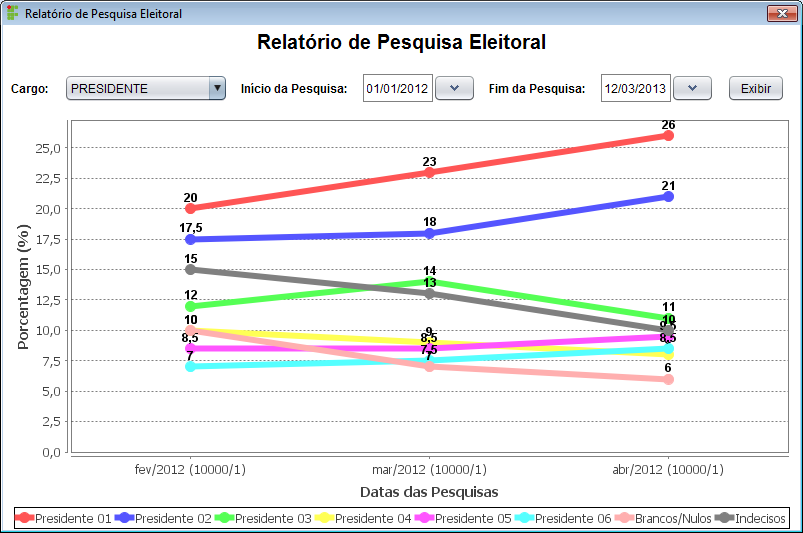 Relatório de Pesquisa Eleitoral
Relatório de Pesquisa Eleitoral
Cargo: PRESIDENTE Início da Pesquisa: 01/01/2012 Fim da Pesquisa: 12/03/2013 Exibir
26
25,0
23
22,5
21
20
20,0
18
17,5
17,5
15
14
15,0
13
12
12,5
11
10 9 10
10,0
8,5 8,5 8,5
7 7,5
7,5
7 6
5,0
2,5
0,0
Porcentagem (%)
fev/2012 (10000/1) mar/2012 (10000/1) abr/2012 (10000/1)
Datas das Pesquisas
Presidente 01 Presidente 02 Presidente 03 Presidente 04 Presidente 05 Presidente 06 Brancos/Nulos Indecisos